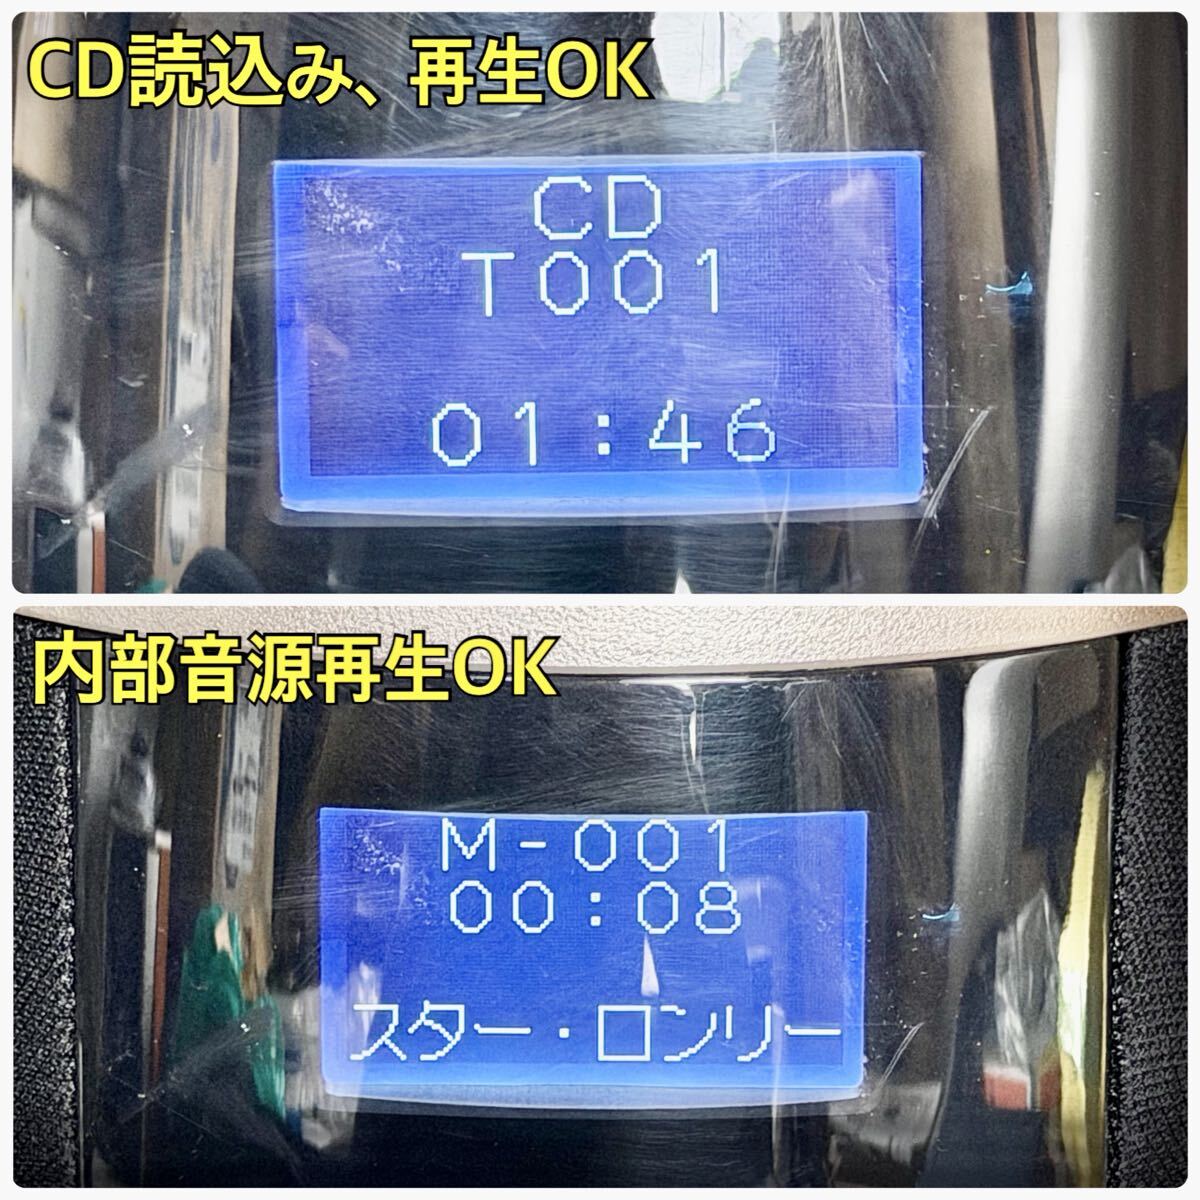 CD読込み、再生OK
CD
T001
01:46
内部音源再生OK
M-001
00:08
スター・ロンリー